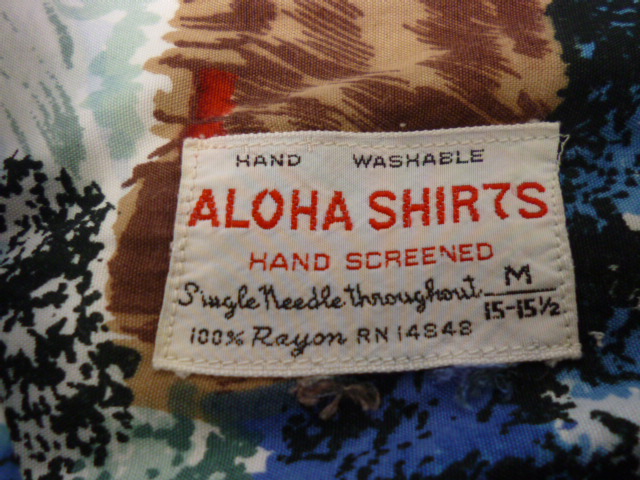 HAND WASHABLE
ALOHA SHIRTS
HAND SCREENED
Single Needle throughout M
15-15½
100% Rayon RN 14848